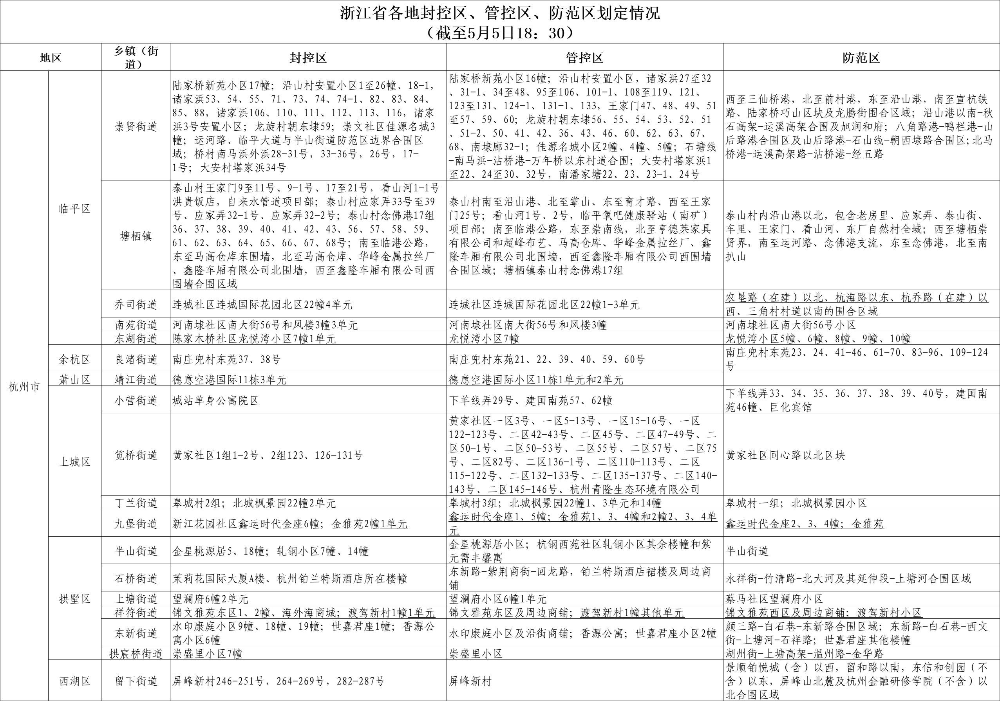 浙江省各地封控区、管控区、防范区划定情况
（截至5月5日18：30）
地区
乡镇（街
道）
封控区
管控区
防范区
杭州市
临平区
崇贤街道
陆家桥新苑小区17幢；沿山村安置小区1至26幢、18-1，
诸家浜53、54、55、71、73、74、74-1、82、83、84、
85、88，诸家浜106、110、111、112、113、116，诸家
浜3号安置小区；龙旋村朝东埭59；崇文社区佳源名城3
幢；运河路、临平大道与半山街道防范区边界合围区
域；桥村南马浜外浜28-31号，33-36号，26号，17-
1号；大安村塔家浜34号
陆家桥新苑小区16幢；沿山村安置小区，诸家浜27至32
、31-1、34至48、95至106、101-1、108至119、121、
123至131、124-1、131-1、133，王家门47、48、49、51
至57、59、60；龙旋村朝东埭56、55、54、53、52、51
、51-2、50、41、42、36、43、46、60、62、63、67、
68、南埭廊32-1；佳源名城小区2幢、4幢、5幢；石塘线
-南马浜-沾桥港-万年桥以东村道合围；大安村塔家浜1
至22、24至30、32号，南潘家塘22、23、23-1、24号
西至三仙桥港，北至前村港，东至沿山港，南至宣杭铁
路、陆家桥巧山区块及龙腾街围合区域；沿山港以南-秋
石高架-运溪高架合围及旭润和府；八角路港-鸭栏港-山
后路港合围区及山后路港-石山线-朝西埭路合围区;北马
桥港-运溪高架路-沾桥港-经五路
塘栖镇
泰山村王家门9至11号、9-1号、17至21号，看山河1-1号
洪贵饭店，自来水管道项目部；泰山村应家弄33号至39
号、应家弄32-1号、应家弄32-2号；泰山村念佛港17组
36、37、38、39、40、41、42、43、56、57、58、59、
61、62、63、64、65、66、67、68号；南至临港公路，
东至马高仓库东围墙，北至马高仓库、华峰金属拉丝厂
、鑫隆车厢有限公司北围墙，西至鑫隆车厢有限公司西
围墙合围区域
泰山村南至沿山港、北至掌山、东至育才路、西至王家
门25号；看山河1号、2号，临平氧吧健康驿站（南矿）
项目部；南至临港公路，东至崇南线，北至亨德莱家具
有限公司和超峰布艺、马高仓库、华峰金属拉丝厂、鑫
隆车厢有限公司北围墙，西至鑫隆车厢有限公司西围墙
合围区域；塘栖镇泰山村念佛港17组
泰山村内沿山港以北，包含老房里、应家弄、泰山街、
车里、王家门、看山河、东厂自然村全域；西至塘栖崇
贤界，南至运河路、念佛港支流，东至念佛港，北至南
扒山
乔司街道
连城社区连城国际花园北区22幢4单元
连城社区连城国际花园北区22幢1-3单元
农垦路（在建）以北、杭海路以东、杭乔路（在建）以
西、三角村村道以南的围合区域
南苑街道
河南埭社区南大街56号和风楼3幢3单元
河南埭社区南大街56号和风楼3幢
河南埭社区南大街56号小区
东湖街道
陈家木桥社区龙悦湾小区7幢1单元
龙悦湾小区7幢
龙悦湾小区5幢、6幢、8幢、9幢、10幢
余杭区
良渚街道
南庄兜村东苑37、38号
南庄兜村东苑21、22、39、40、59、60号
南庄兜村东苑23、24、41-46、61-70、83-96、109-124
号
萧山区
靖江街道
德意空港国际11栋3单元
德意空港国际小区11栋1单元和2单元
上城区
小营街道
城站单身公寓院区
下羊线弄29号、建国南苑57、62幢
下羊线弄33、34、35、36、37、38、39、40号，建国南
苑46幢、巨化宾馆
笕桥街道
黄家社区1组1-2号、2组123、126-131号
黄家社区一区3号、一区5-13号、一区15-16号、一区
122-123号、二区42-43号、二区45号、二区47-49号、二
区50-1号、二区50-53号、二区55号、二区57号、二区75
号、二区82号、二区136-1号、二区110-113号、二区
115-122号、二区132-133号、二区135-137号、二区140-
143号、二区145-146号、杭州青隆生态环境有限公司
黄家社区同心路以北区块
丁兰街道
皋城村2组；北城枫景园22幢2单元
皋城村3组；北城枫景园22幢1、3单元和14幢
皋城村一组；北城枫景园小区
九堡街道
新江花园社区鑫运时代金座6幢；金雅苑2幢1单元
鑫运时代金座1、5幢；金雅苑1、3、4幢和2幢2、3、4单
元
鑫运时代金座2、3、4幢；金雅苑
拱墅区
半山街道
金星桃源居5、18幢；轧钢小区7幢、14幢
金星桃源居小区；杭钢西苑社区轧钢小区其余楼幢和紫
元需丰馨寓
半山街道
石桥街道
茉莉花国际大厦A楼、杭州铂兰特斯酒店所在楼幢
东新路-紫荆商街-回龙路，铂兰特斯酒店裙楼及周边商
铺
永祥街-竹清路-北大河及其延伸段-上塘河合围区域
上塘街道
望澜府6幢2单元
望澜府小区6幢1单元
蔡马社区望澜府小区
祥符街道
锦文雅苑东区1、2幢、海外海商城；渡驾新村1幢1单元
锦文雅苑东区及周边商铺；渡驾新村1幢其他单元
锦文雅苑西区及周边商铺；渡驾新村小区
东新街道
水印康庭小区9幢、18幢、19幢；世嘉君座1幢；香源公
寓小区6幢
水印康庭小区及沿街商铺；香源公寓；世嘉君座小区2幢
颜三路-白石巷-东新路合围区域；东新路-白石巷-西文
街-上塘河-石祥路；世嘉君座其他楼幢
拱宸桥街道
崇盛里小区7幢
崇盛里小区
湖州街-上塘高架-温州路-金华路
西湖区
留下街道
屏峰新村246-251号，264-269号，282-287号
屏峰新村
景顺铂悦城（含）以西，留和路以南，东信和创园（不
含）以东，屏峰山北麓及杭州金融研修学院（不含）以
北合围区域